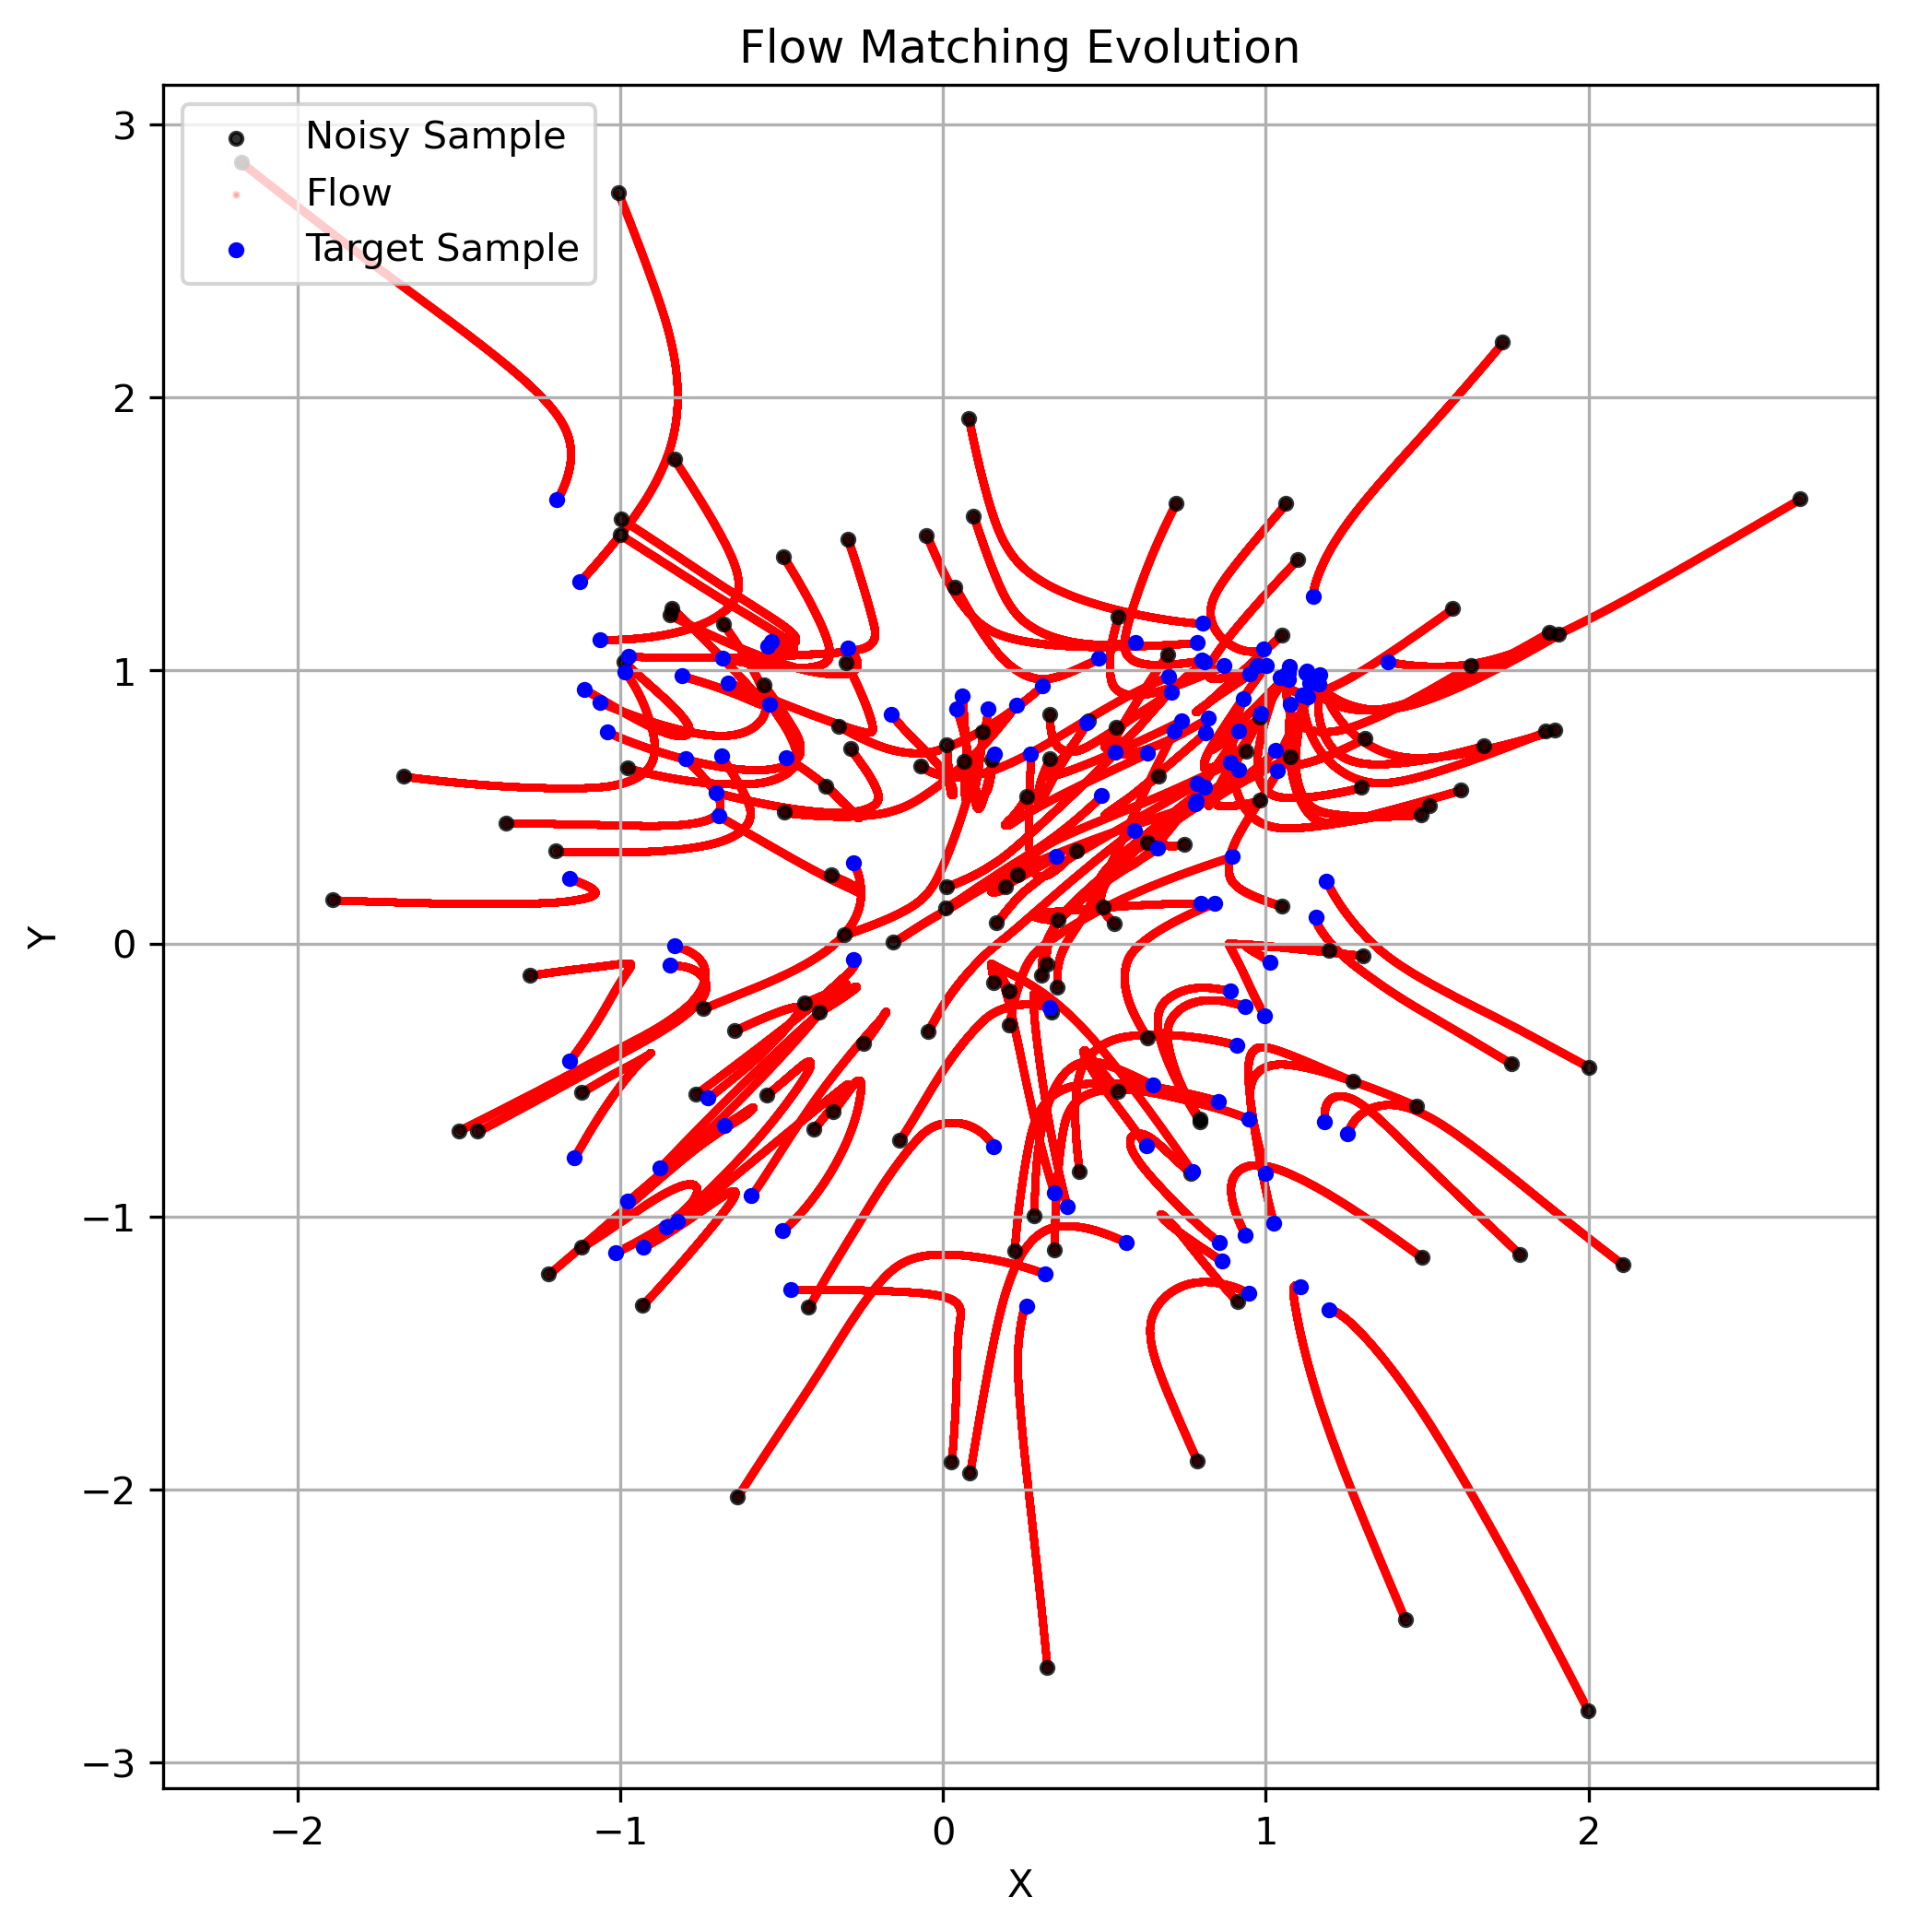 Flow Matching Evolution
Noisy Sample
Flow
Target Sample
3
2
1
0
−1
−2
−3
Y
−2
−1
0
1
2
X